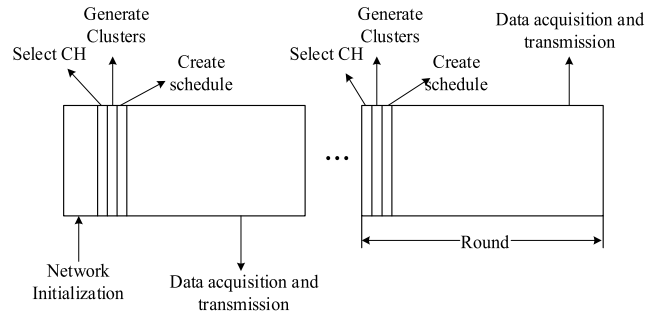 Generate
Clusters
Select CH
Create
schedule
Network
Initialization
Data acquisition and
transmission
...
Generate
Clusters
Select CH
Create
schedule
Data acquisition and
transmission
Round